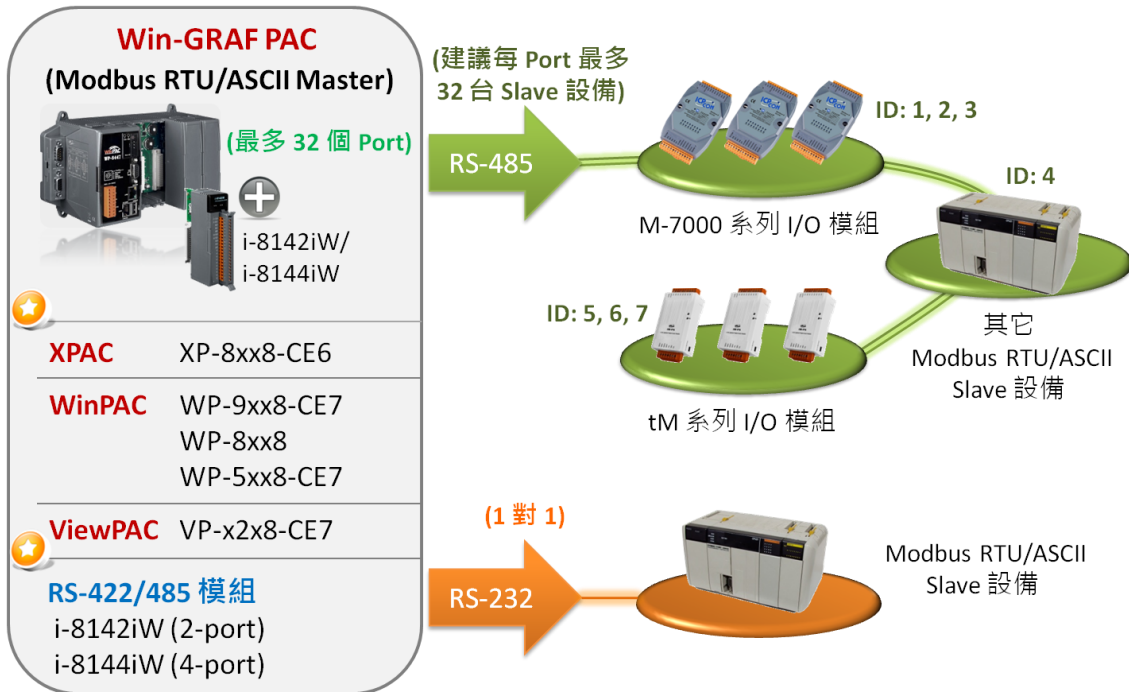 Win-GRAF PAC
(Modbus RTU/ASCII Master)
(最多 32 個 Port)
i-8142iW/
i-8144iW
XPAC XP-8xx8-CE6
WinPAC WP-9xx8-CE7
WP-8xx8
WP-5xx8-CE7
ViewPAC VP-x2x8-CE7
RS-422/485 模組
i-8142iW (2-port)
i-8144iW (4-port)
(建議每 Port 最多
32 台 Slave 設備)
RS-485
ID: 1, 2, 3
M-7000 系列 I/O 模組
ID: 4
其它
Modbus RTU/ASCII
Slave 設備
ID: 5, 6, 7
tM 系列 I/O 模組
(1 對 1)
RS-232
Modbus RTU/ASCII
Slave 設備